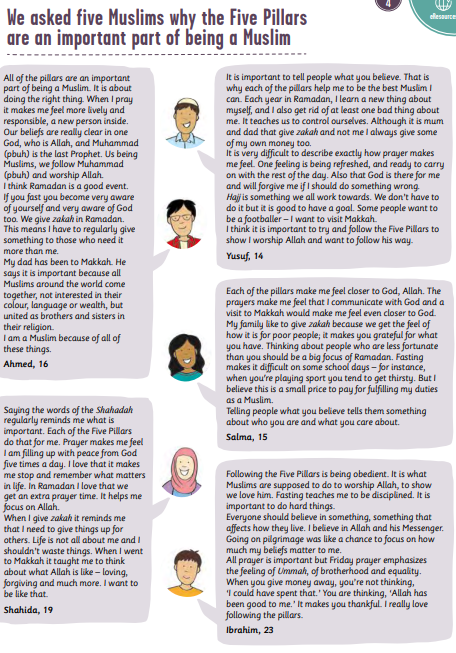 4
eResource
We asked five Muslims why the Five Pillars
are an important part of being a Muslim
All of the pillars are an important
part of being a Muslim. It is about
doing the right thing. When I pray
it makes me feel more lively and
responsible, a new person inside.
Our beliefs are really clear in one
God, who is Allah, and Muhammad
(pbuh) is the last Prophet. Us being
Muslims, we follow Muhammad
(pbuh) and worship Allah.
I think Ramadan is a good event.
If you fast you become very aware
of yourself and very aware of God
too. We give zakah in Ramadan.
This means I have to regularly give
something to those who need it
more than me.
My dad has been to Makkah. He
says it is important because all
Muslims around the world come
together, not interested in their
colour, language or wealth, but
united as brothers and sisters in
their religion.
I am a Muslim because of all of
these things.
Ahmed, 16
It is important to tell people what you believe. That is
why each of the pillars help me to be the best Muslim I
can. Each year in Ramadan, I learn a new thing about
myself, and I also get rid of at least one bad thing about
me. It teaches us to control ourselves. Although it is mum
and dad that give zakah and not me I always give some
of my own money too.
It is very difficult to describe exactly how prayer makes
me feel. One feeling is being refreshed, and ready to carry
on with the rest of the day. Also that God is there for me
and will forgive me if I should do something wrong.
Hajj is something we all work towards. We don't have to
do it but it is good to have a goal. Some people want to
be a footballer – I want to visit Makkah.
I think it is important to try and follow the Five Pillars to
show I worship Allah and want to follow his way.
Yusuf, 14
Each of the pillars make me feel closer to God, Allah. The
prayers make me feel that I communicate with God and a
visit to Makkah would make me feel even closer to God.
My family like to give zakah because we get the feel of
how it is for poor people; it makes you grateful for what
you have. Thinking about people who are less fortunate
than you should be a big focus of Ramadan. Fasting
makes it difficult on some school days – for instance,
when you're playing sport you tend to get thirsty. But I
believe this is a small price to pay for fulfilling my duties
as a Muslim.
Telling people what you believe tells them something
about who you are and what you care about.
Salma, 15
Saying the words of the Shahadah
regularly reminds me what is
important. Each of the Five Pillars
do that for me. Prayer makes me feel
I am filling up with peace from God
five times a day. I love that it makes
me stop and remember what matters
in life. In Ramadan I love that we
get an extra prayer time. It helps me
focus on Allah.
When I give zakah it reminds me
that I need to give things up for
others. Life is not all about me and I
shouldn't waste things. When I went
to Makkah it taught me to think
about what Allah is like – loving,
forgiving and much more. I want to
be like that.
Shahida, 19
Following the Five Pillars is being obedient. It is what
Muslims are supposed to do to worship Allah, to show
we love him. Fasting teaches me to be disciplined. It is
important to do hard things.
Everyone should believe in something, something that
affects how they live. I believe in Allah and his Messenger.
Going on pilgrimage was like a chance to focus on how
much my beliefs matter to me.
All prayer is important but Friday prayer emphasizes
the feeling of Ummah, of brotherhood and equality.
When you give money away, you're not thinking,
'I could have spent that.' You are thinking, 'Allah has
been good to me.' It makes you thankful. I really love
following the pillars.
Ibrahim, 23